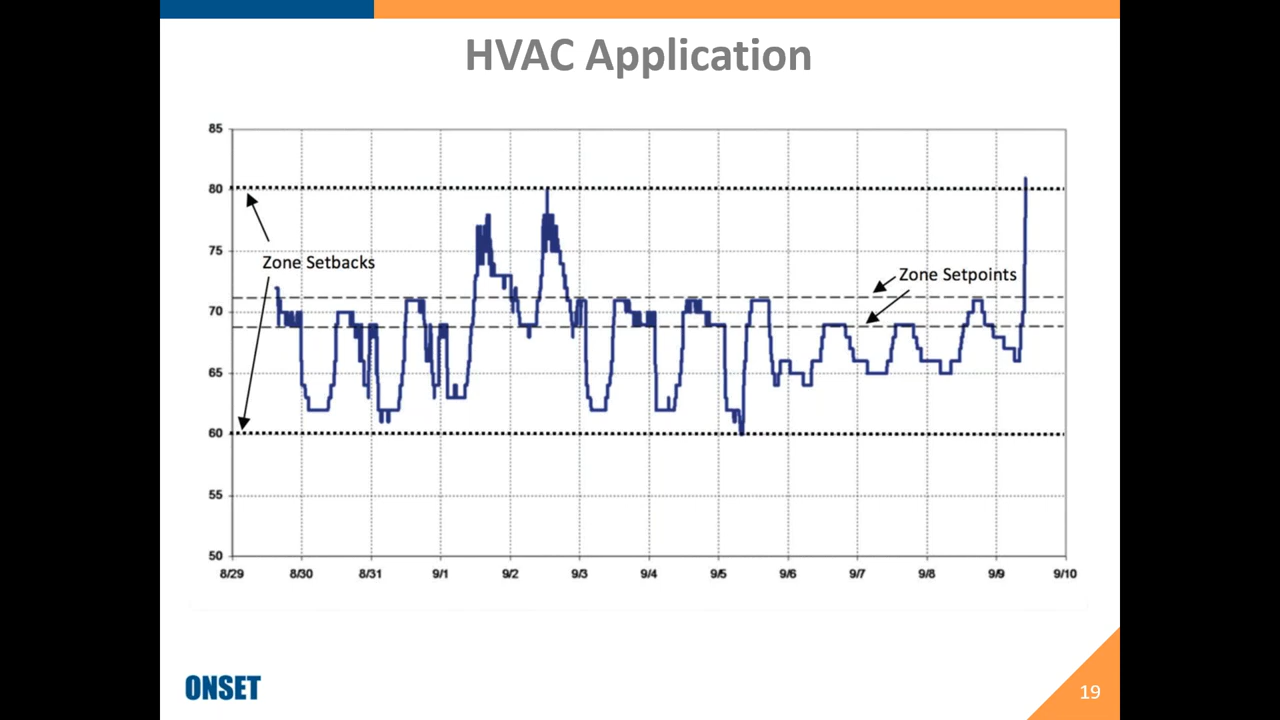 HVAC Application
85
80
75
70
65
60
55
50
Zone Setbacks
Zone Setpoints
8/29 8/30 8/31 9/1 9/2 9/3 9/4 9/5 9/6 9/7 9/8 9/9 9/10
ONSET
19